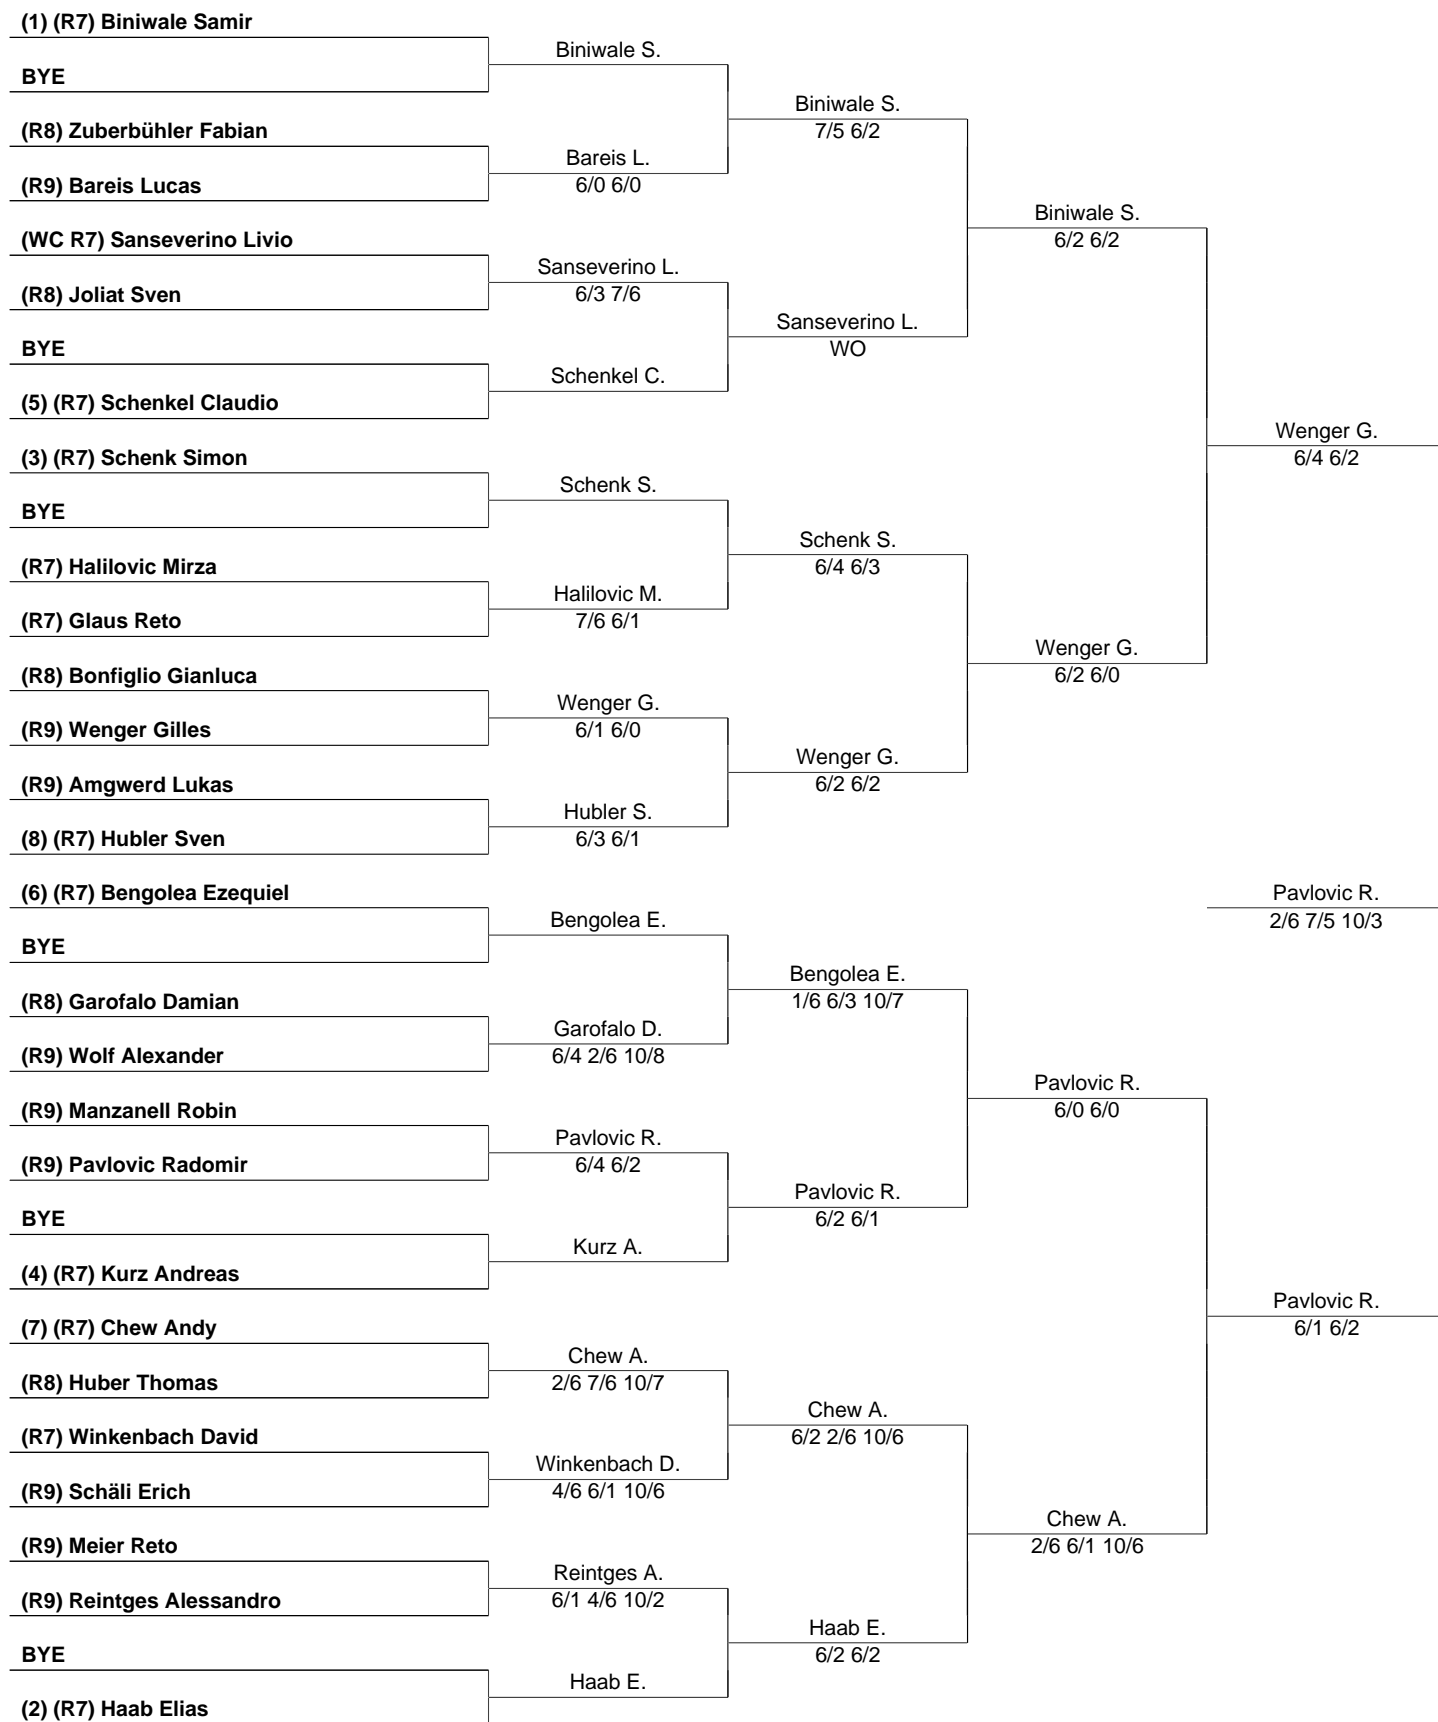 (1) (R7) Biniwale Samir
Biniwale S.
BYE
Biniwale S.
7/5 6/2
(R8) Zuberbühler Fabian
Bareis L.
6/0 6/0
(R9) Bareis Lucas
Biniwale S.
6/2 6/2
(WC R7) Sanseverino Livio
Sanseverino L.
6/3 7/6
(R8) Joliat Sven
Sanseverino L.
WO
BYE
Schenkel C.
(5) (R7) Schenkel Claudio
Wenger G.
6/4 6/2
(3) (R7) Schenk Simon
Schenk S.
BYE
Schenk S.
6/4 6/3
(R7) Halilovic Mirza
Halilovic M.
7/6 6/1
(R7) Glaus Reto
Wenger G.
6/2 6/0
(R8) Bonfiglio Gianluca
Wenger G.
6/1 6/0
(R9) Wenger Gilles
Wenger G.
6/2 6/2
(R9) Amgwerd Lukas
Hubler S.
6/3 6/1
(8) (R7) Hubler Sven
(6) (R7) Bengolea Ezequiel
Pavlovic R.
2/6 7/5 10/3
Bengolea E.
BYE
Bengolea E.
1/6 6/3 10/7
(R8) Garofalo Damian
Garofalo D.
6/4 2/6 10/8
(R9) Wolf Alexander
Pavlovic R.
6/0 6/0
(R9) Manzanell Robin
Pavlovic R.
6/4 6/2
(R9) Pavlovic Radomir
Pavlovic R.
6/2 6/1
BYE
Kurz A.
(4) (R7) Kurz Andreas
Pavlovic R.
6/1 6/2
(7) (R7) Chew Andy
Chew A.
2/6 7/6 10/7
(R8) Huber Thomas
Chew A.
6/2 2/6 10/6
(R7) Winkenbach David
Winkenbach D.
4/6 6/1 10/6
(R9) Schäli Erich
Chew A.
2/6 6/1 10/6
(R9) Meier Reto
Reintges A.
6/1 4/6 10/2
(R9) Reintges Alessandro
Haab E.
6/2 6/2
BYE
Haab E.
(2) (R7) Haab Elias